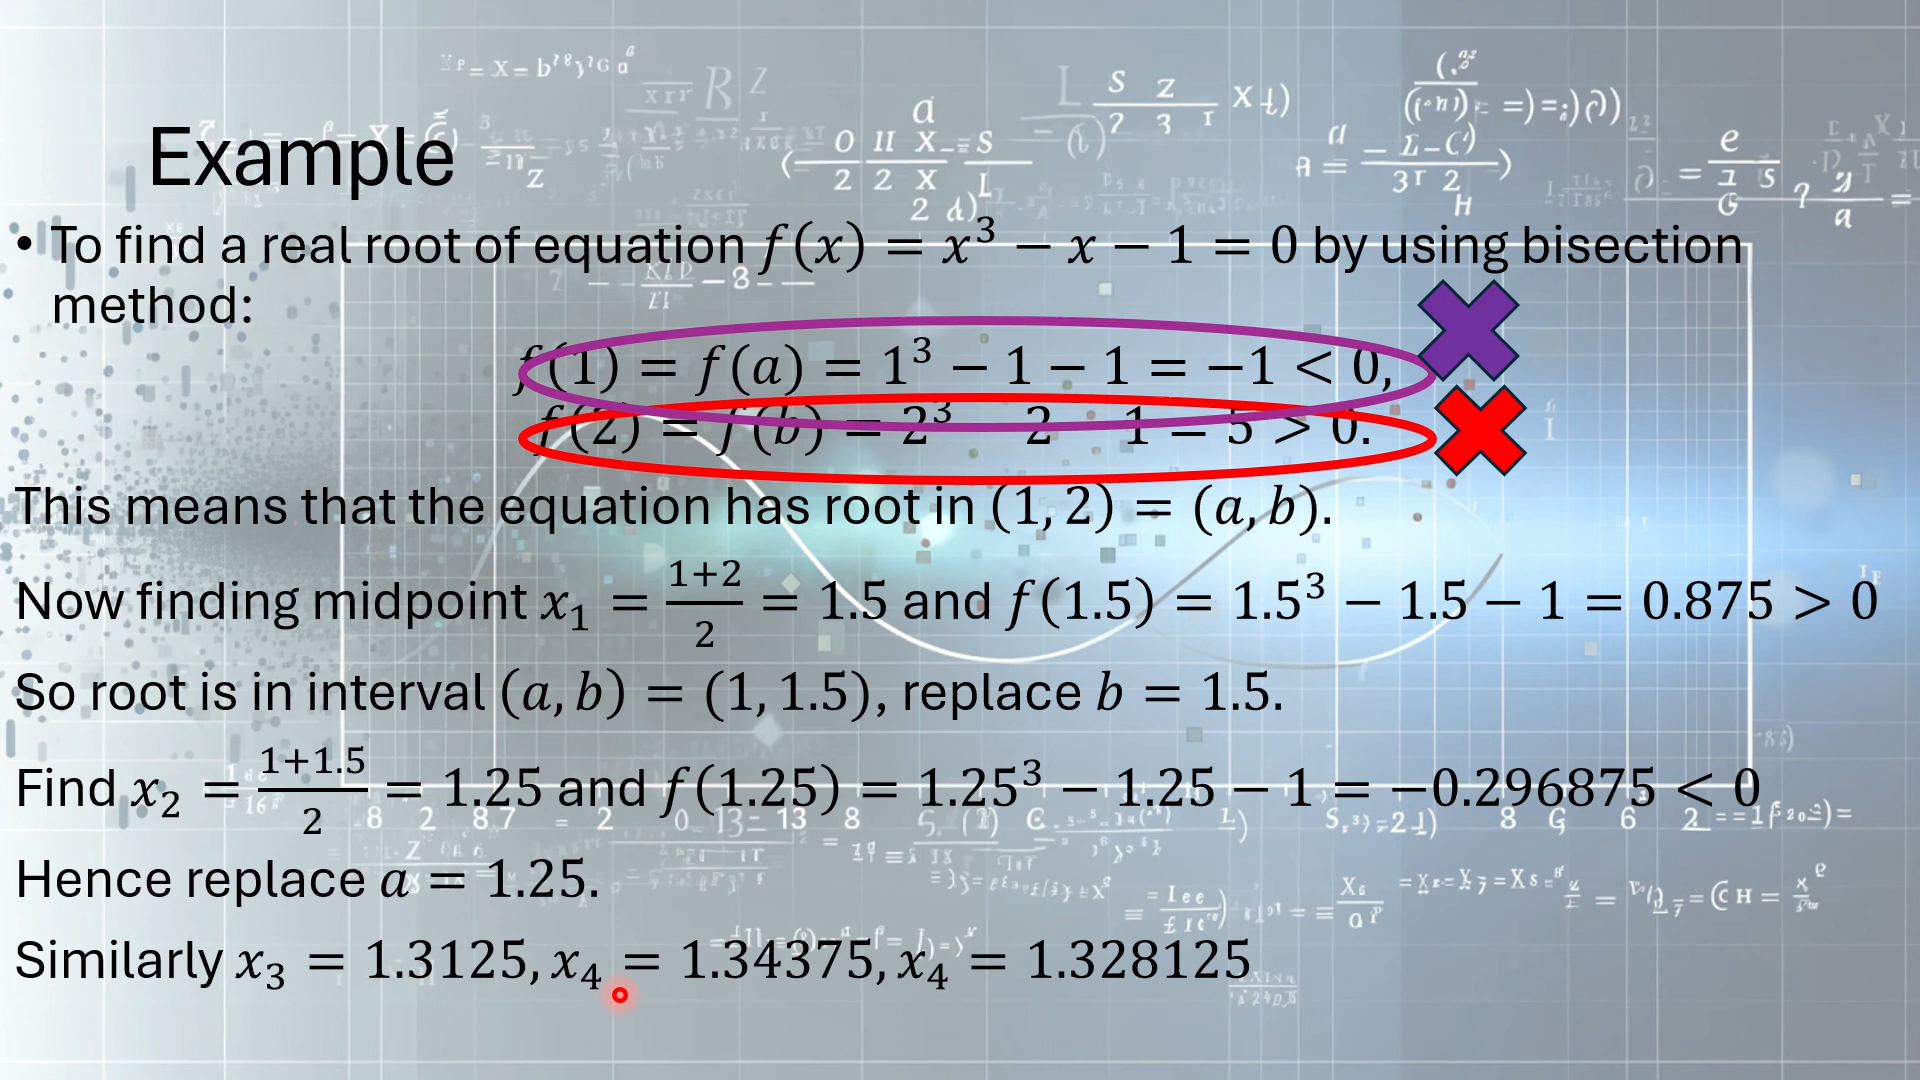 Example
• To find a real root of equation f(x) = x³ − x − 1 = 0 by using bisection
method:
f(1) = f(a) = 1³ − 1 − 1 = −1 < 0,
f(2) = f(b) = 2³ − 2 − 1 = 5 > 0.
This means that the equation has root in (1, 2) = (a, b).
Now finding midpoint x₁ = (1+2)/2 = 1.5 and f(1.5) = 1.5³ − 1.5 − 1 = 0.875 > 0
So root is in interval (a, b) = (1, 1.5), replace b = 1.5.
Find x₂ = (1+1.5)/2 = 1.25 and f(1.25) = 1.25³ − 1.25 − 1 = −0.296875 < 0
Hence replace a = 1.25.
Similarly x₃ = 1.3125, x₄ = 1.34375, x₄ = 1.328125